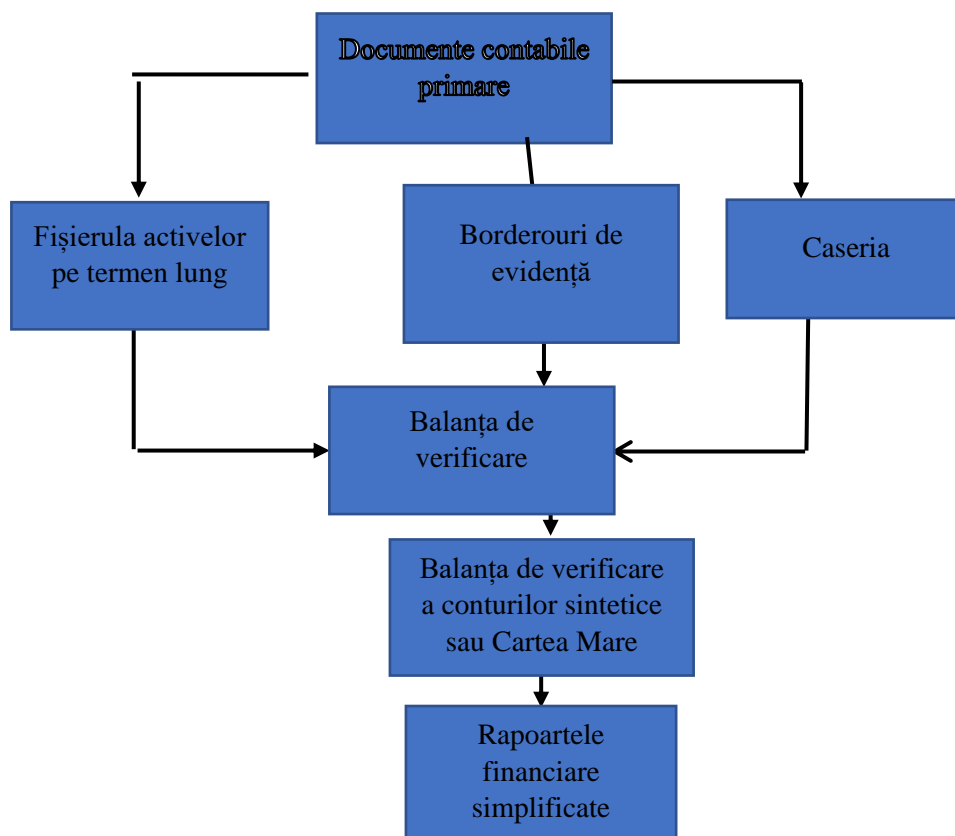 Documente contabile
primare
Fișierula activelor
pe termen lung
Borderouri de
evidență
Caseria
Balanța de
verificare
Balanța de verificare
a conturilor sintetice
sau Cartea Mare
Rapoartele
financiare
simplificate